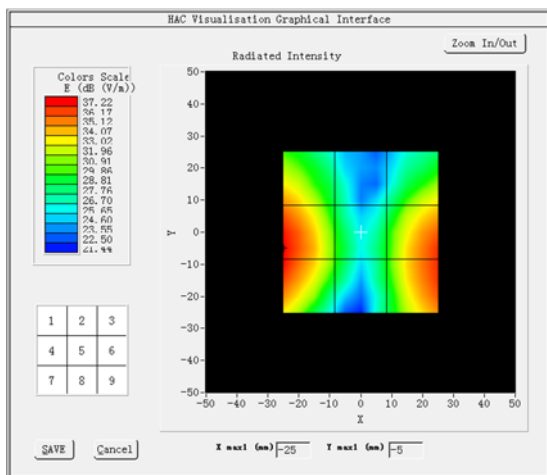 HAC Visualisation Graphical Interface
Zoom In/Out
Radiated Intensity
Colors Scale
E (dB (V/m))
37.22
36.17
35.12
34.07
33.02
31.96
30.91
29.86
28.81
27.76
26.70
25.65
24.60
23.55
22.50
21.44
50
40
30
20
10
0
-10
-20
-30
-40
-50
Y
-50 -40 -30 -20 -10 0 10 20 30 40 50
X
1 2 3
4 5 6
7 8 9
SAVE Cancel
X max1 (mm) -25 Y max1 (mm) -5